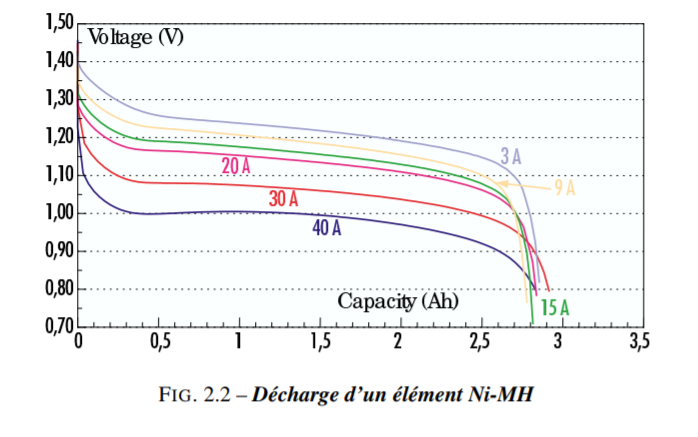 1,50
Voltage (V)
1,40
1,30
1,20
3 A
20 A
1,10
9 A
30 A
1,00
40 A
0,90
0,80
Capacity (Ah)
15 A
0,70
0 0,5 1 1,5 2 2,5 3 3,5
FIG. 2.2 – Décharge d'un élément Ni-MH